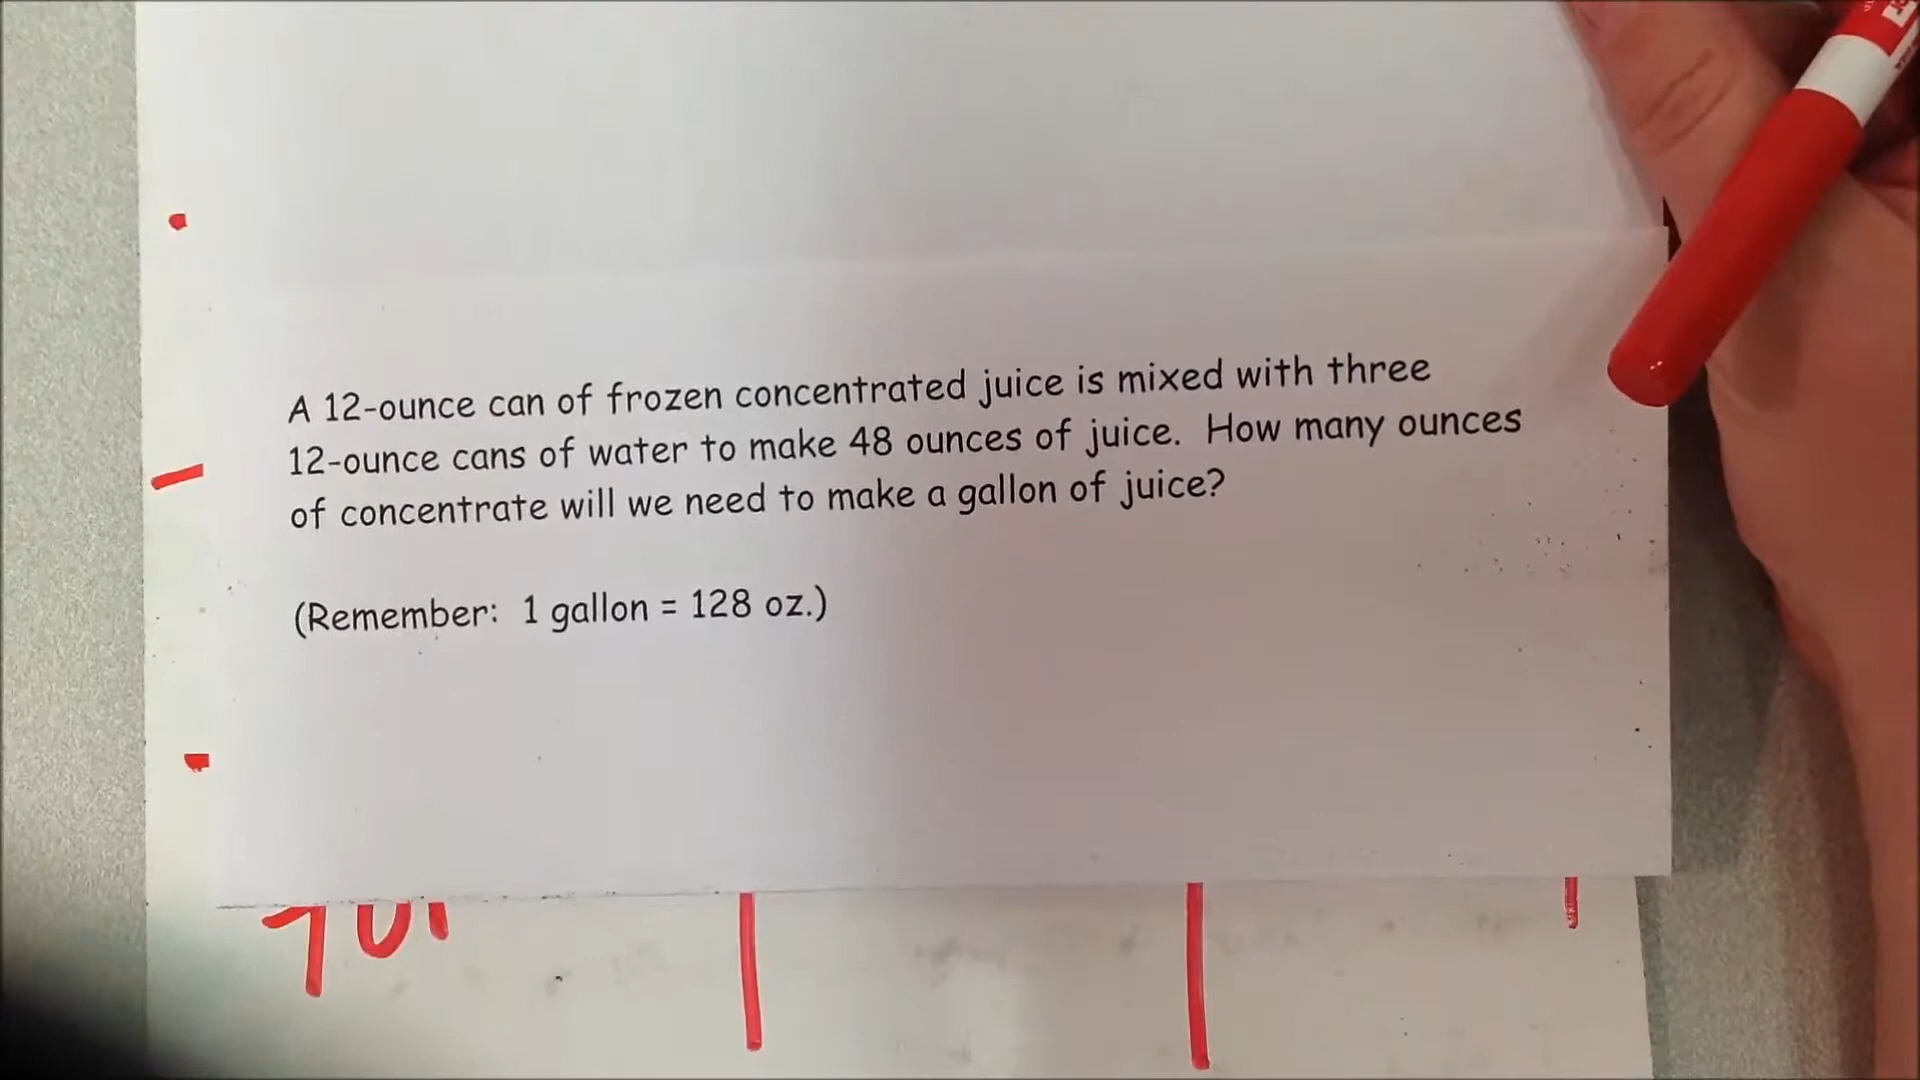 A 12-ounce can of frozen concentrated juice is mixed with three
12-ounce cans of water to make 48 ounces of juice. How many ounces
of concentrate will we need to make a gallon of juice?
(Remember: 1 gallon = 128 oz.)